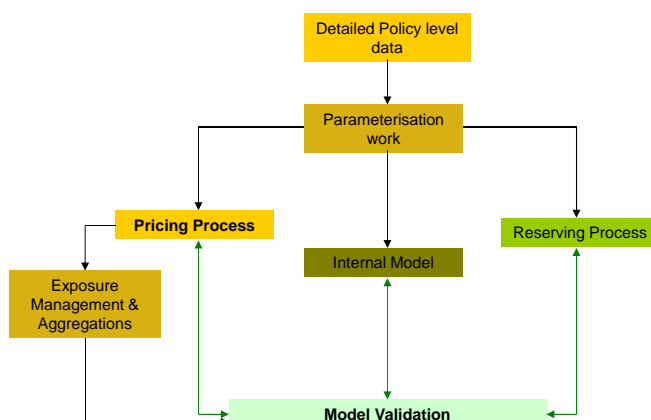 Detailed Policy level
data
Parameterisation
work
Pricing Process
Reserving Process
Internal Model
Exposure
Management &
Aggregations
Model Validation